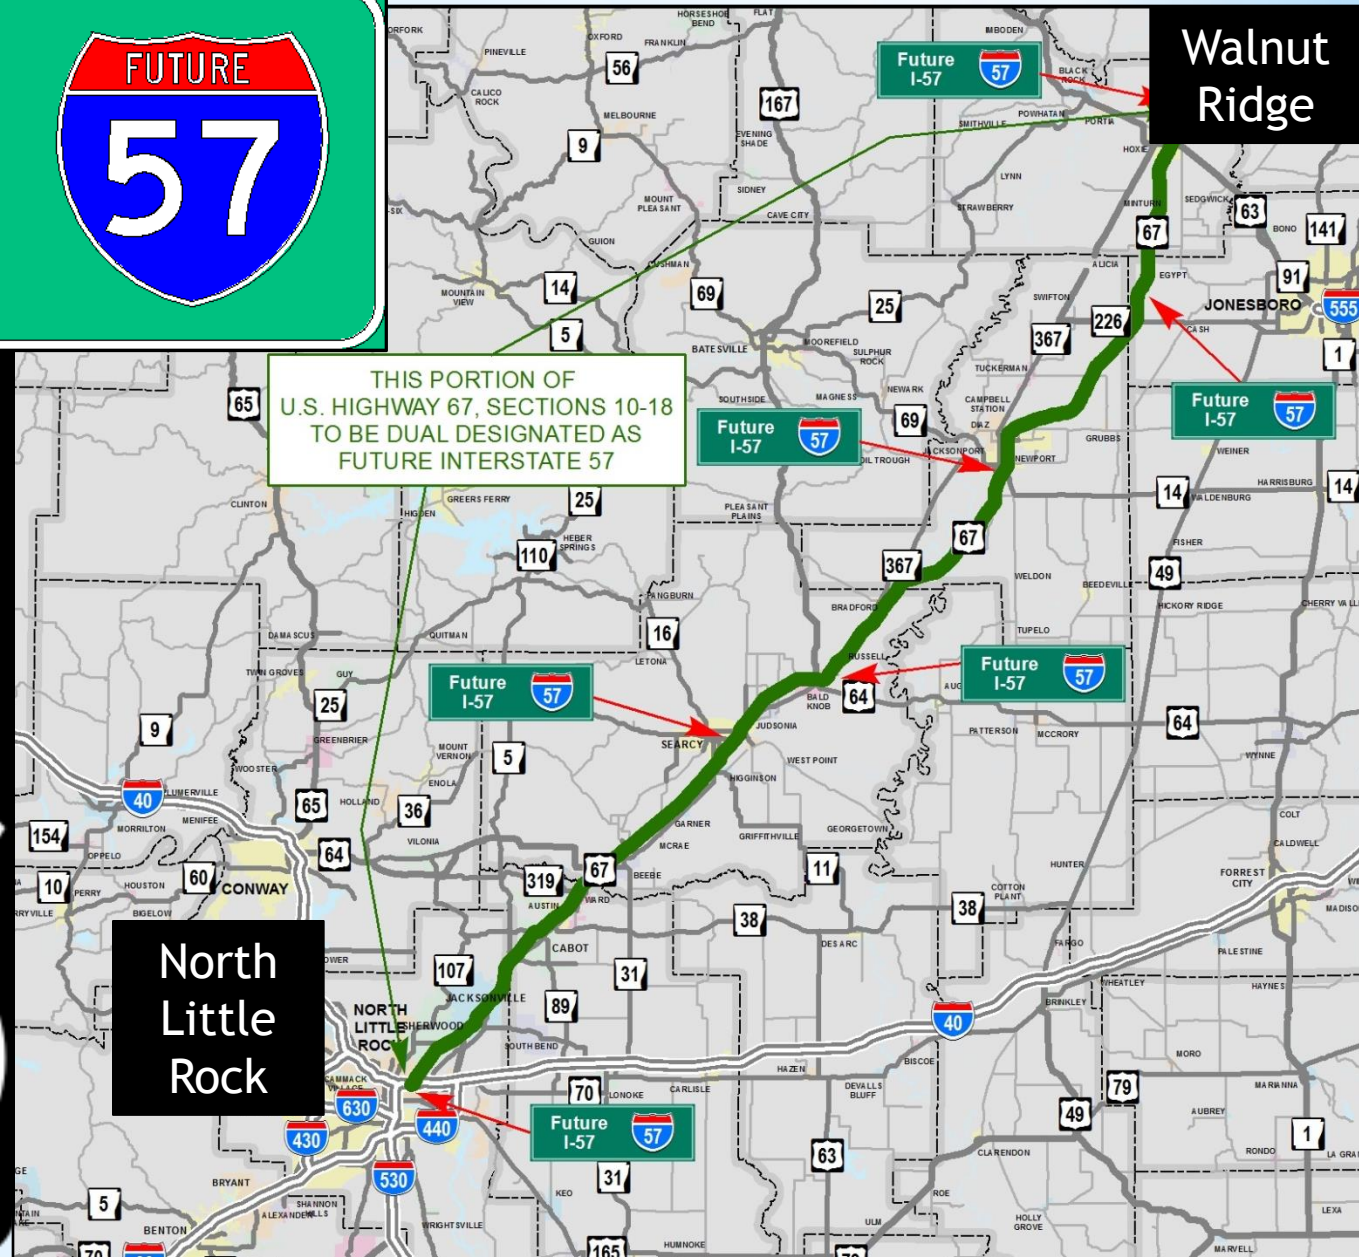 FUTURE
57
Walnut
Ridge
Future
I-57
57
HORSESHOE
BEND
FLAT
OXFORD
FRANKLIN
PINEVILLE
56
CALICO
ROCK
MELBOURNE
167
IMBODEN
BLACK
ROCK
POWHATAN
PORTIA
SMITHVILLE
HOXIE
9
EVENING
SHADE
LYNN
SIDNEY
MOUNT
PLEASANT
CAVE CITY
STRAWBERRY
MINTURN
SEDGWICK
63
BONO
141
67
GUION
CUSHMAN
ALICIA
EGYPT
91
MOUNTAIN
VIEW
14
69
25
SWIFTON
JONESBORO
555
226
CASH
5
367
BATESVILLE
MOOREFIELD
SULPHUR
ROCK
TUCKERMAN
1
THIS PORTION OF
U.S. HIGHWAY 67, SECTIONS 10-18
TO BE DUAL DESIGNATED AS
FUTURE INTERSTATE 57
65
SOUTHSIDE
MAGNESS
NEWARK
CAMPBELL
STATION
DIAZ
Future
I-57
57
Future
I-57
57
69
JACKSONPORT
OIL TROUGH
NEWPORT
GRUBBS
WEINER
HARRISBURG
14
WALDENBURG
14
CLINTON
HIGDEN
GREERS FERRY
25
PLEASANT
PLAINS
HEBER
SPRINGS
110
67
FISHER
367
WELDON
49
BEEDEVILLE
PANGBURN
BRADFORD
HICKORY RIDGE
DAMASCUS
QUITMAN
16
TUPELO
LETONA
RUSSELL
TWIN GROVES
GUY
Future
I-57
57
Future
I-57
57
25
BALD
KNOB
64
9
GREENBRIER
MOUNT
VERNON
5
SEARCY
JUDSONIA
PATTERSON
MCCRORY
64
WYNNE
WEST POINT
WOOSTER
ENOLA
HIGGINSON
40
65
HOLLAND
36
MENIFEE
MORRILTON
154
64
VILONIA
GARNER
GRIFFITHVILLE
GEORGETOWN
COLT
OPPELO
MCRAE
CALDWELL
10
PERRY
HOUSTON
60
CONWAY
319
67
BEEBE
11
HUNTER
FORREST
CITY
BIGELOW
AUSTIN
WARD
COTTON
PLANT
38
38
North
Little
Rock
CABOT
DES ARC
FARGO
PALESTINE
107
31
WHEATLEY
HAYNES
JACKSONVILLE
NORTH
LITTLE
ROCK
SHERWOOD
89
BRINKLEY
40
SOUTH BEND
BISCOE
MORO
HAZEN
CAMMACK
VILLAGE
70
LONOKE
CARLISLE
DEVALLS
BLUFF
79
MARIANNA
630
Future
I-57
57
49
AUBREY
430
440
63
1
CLARENDON
RONDO
530
31
BRYANT
KEO
ROE
5
SHANNON
HILLS
ALEXANDER
WRIGHTSVILLE
ULM
HOLLY
GROVE
LEXA
BENTON
HUMNOKE
165
MARVELL